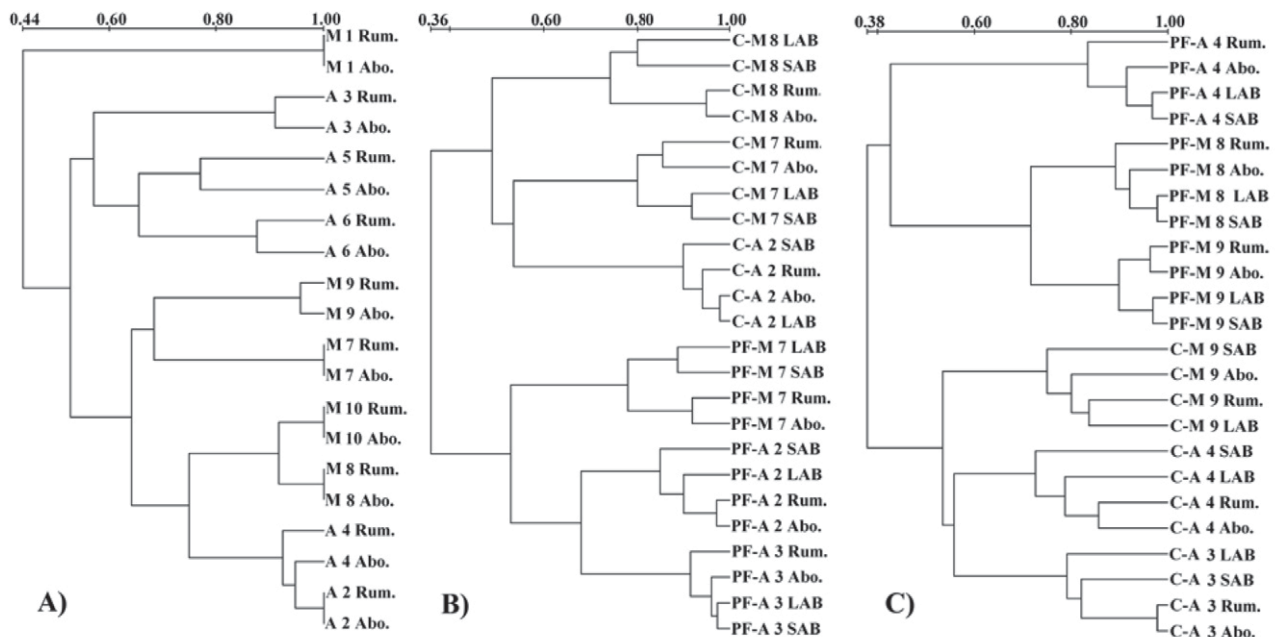 0.44 0.60 0.80 1.00
M 1 Rum.
M 1 Abo.
A 3 Rum.
A 3 Abo.
A 5 Rum.
A 5 Abo.
A 6 Rum.
A 6 Abo.
M 9 Rum.
M 9 Abo.
M 7 Rum.
M 7 Abo.
M 10 Rum.
M 10 Abo.
M 8 Rum.
M 8 Abo.
A 4 Rum.
A 4 Abo.
A 2 Rum.
A 2 Abo.
A)
0.36 0.60 0.80 1.00
C-M 8 LAB
C-M 8 SAB
C-M 8 Rum.
C-M 8 Abo.
C-M 7 Rum.
C-M 7 Abo.
C-M 7 LAB
C-M 7 SAB
C-A 2 SAB
C-A 2 Rum.
C-A 2 Abo.
C-A 2 LAB
PF-M 7 LAB
PF-M 7 SAB
PF-M 7 Rum.
PF-M 7 Abo.
PF-A 2 SAB
PF-A 2 LAB
PF-A 2 Rum.
PF-A 2 Abo.
PF-A 3 Rum.
PF-A 3 Abo.
PF-A 3 LAB
PF-A 3 SAB
B)
0.38 0.60 0.80 1.00
PF-A 4 Rum.
PF-A 4 Abo.
PF-A 4 LAB
PF-A 4 SAB
PF-M 8 Rum.
PF-M 8 Abo.
PF-M 8 LAB
PF-M 8 SAB
PF-M 9 Rum.
PF-M 9 Abo.
PF-M 9 LAB
PF-M 9 SAB
C-M 9 SAB
C-M 9 Abo.
C-M 9 Rum.
C-M 9 LAB
C-A 4 SAB
C-A 4 LAB
C-A 4 Rum.
C-A 4 Abo.
C-A 3 LAB
C-A 3 SAB
C-A 3 Rum.
C-A 3 Abo.
C)